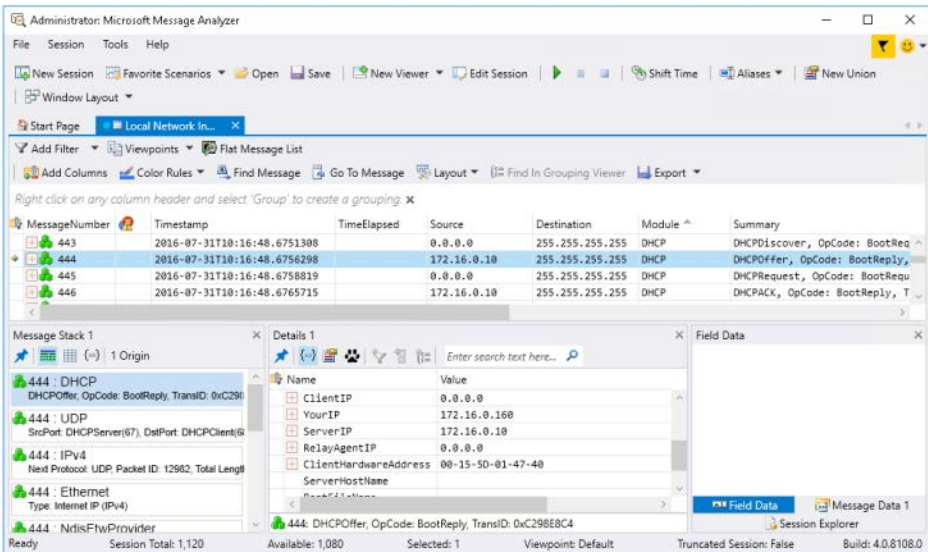 Administrator: Microsoft Message Analyzer
File Session Tools Help
New Session Favorite Scenarios Open Save New Viewer Edit Session Shift Time Aliases New Union
Window Layout
Start Page Local Network In...
Add Filter Viewpoints Flat Message List
Add Columns Color Rules Find Message Go To Message Layout Find In Grouping Viewer Export
Right click on any column header and select 'Group' to create a grouping.
MessageNumber Timestamp TimeElapsed Source Destination Module Summary
443 2016-07-31T10:16:48.6751308 0.0.0.0 255.255.255.255 DHCP DHCPDiscover, OpCode: BootReq
444 2016-07-31T10:16:48.6756298 172.16.0.10 255.255.255.255 DHCP DHCPOffer, OpCode: BootReply,
445 2016-07-31T10:16:48.6758819 0.0.0.0 255.255.255.255 DHCP DHCPRequest, OpCode: BootRequ
446 2016-07-31T10:16:48.6765715 172.16.0.10 255.255.255.255 DHCP DHCPACK, OpCode: BootReply, T
Message Stack 1
1 Origin
444 : DHCP
DHCPOffer, OpCode: BootReply, TransID: 0xC298
444 : UDP
SrcPort: DHCPServer(67), DstPort: DHCPClient(6
444 : IPv4
Next Protocol: UDP, Packet ID: 12982, Total Lengt
444 : Ethernet
Type: Internet IP (IPv4)
444 : NdisEtwProvider
Details 1
Enter search text here...
Name Value
ClientIP 0.0.0.0
YourIP 172.16.0.160
ServerIP 172.16.0.10
RelayAgentIP 0.0.0.0
ClientHardwareAddress 00-15-5D-01-47-40
ServerHostName
444: DHCPOffer, OpCode: BootReply, TransID: 0xC298E8C4
Field Data
Field Data Message Data 1
Session Explorer
Ready Session Total: 1,120 Available: 1,080 Selected: 1 Viewpoint: Default Truncated Session: False Build: 4.0.8108.0